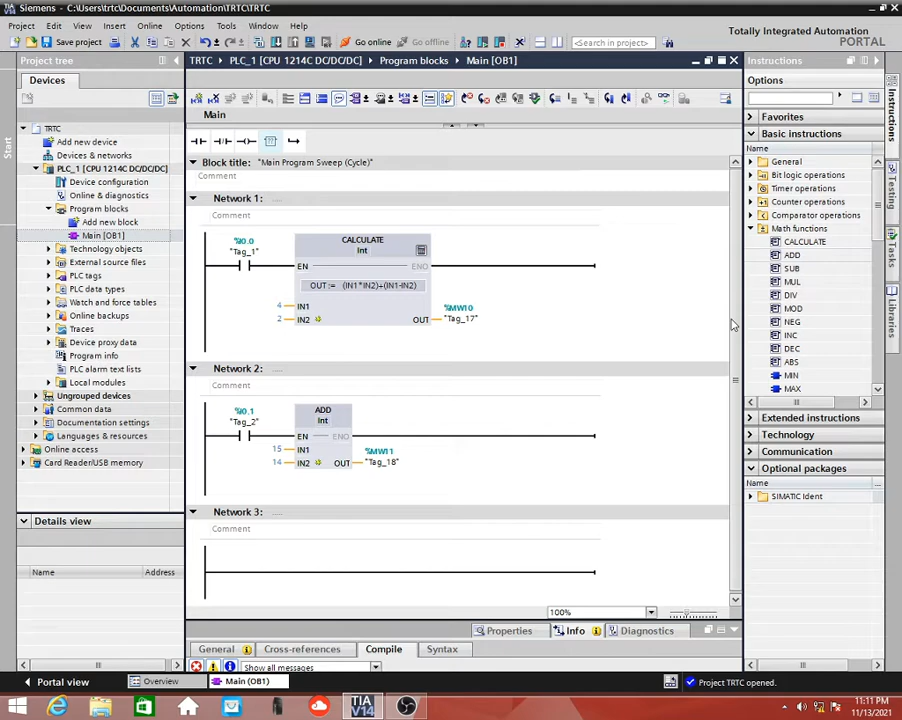 Siemens - C:\Users\trtc\Documents\Automation\TRTC\TRTC
Project Edit View Insert Online Options Tools Window Help
Totally Integrated Automation
PORTAL
Save project
Go online
Go offline
<Search in project>
Project tree
TRTC
PLC_1 [CPU 1214C DC/DC/DC]
Program blocks
Main [OB1]
Instructions
Devices
Options
Start
TRTC
Add new device
Devices & networks
PLC_1 [CPU 1214C DC/DC/DC]
Device configuration
Online & diagnostics
Program blocks
Add new block
Main [OB1]
Technology objects
External source files
PLC tags
PLC data types
Watch and force tables
Online backups
Traces
Device proxy data
Program info
PLC alarm text lists
Local modules
Ungrouped devices
Common data
Documentation settings
Languages & resources
Online access
Card Reader/USB memory
Details view
Name Address
Main
Block title: "Main Program Sweep (Cycle)"
Comment
Network 1: .....
Comment
%I0.0
"Tag_1"
CALCULATE
Int
EN ENO
OUT := (IN1*IN2)+(IN1-IN2)
4 IN1
2 IN2
OUT
%MW10
"Tag_17"
Network 2: .....
Comment
%I0.1
"Tag_2"
ADD
Int
EN ENO
15 IN1
14 IN2
OUT
%MW11
"Tag_18"
Network 3: .....
Comment
100%
Properties
Info
Diagnostics
General
Cross-references
Compile
Syntax
Show all messages
Favorites
Basic instructions
Name
General
Bit logic operations
Timer operations
Counter operations
Comparator operations
Math functions
CALCULATE
ADD
SUB
MUL
DIV
MOD
NEG
INC
DEC
ABS
MIN
MAX
Extended instructions
Technology
Communication
Optional packages
Name
SIMATIC Ident
Instructions
Testing
Tasks
Libraries
Portal view
Overview
Main (OB1)
Project TRTC opened.
TIA
V14
11:11 PM
11/13/2021